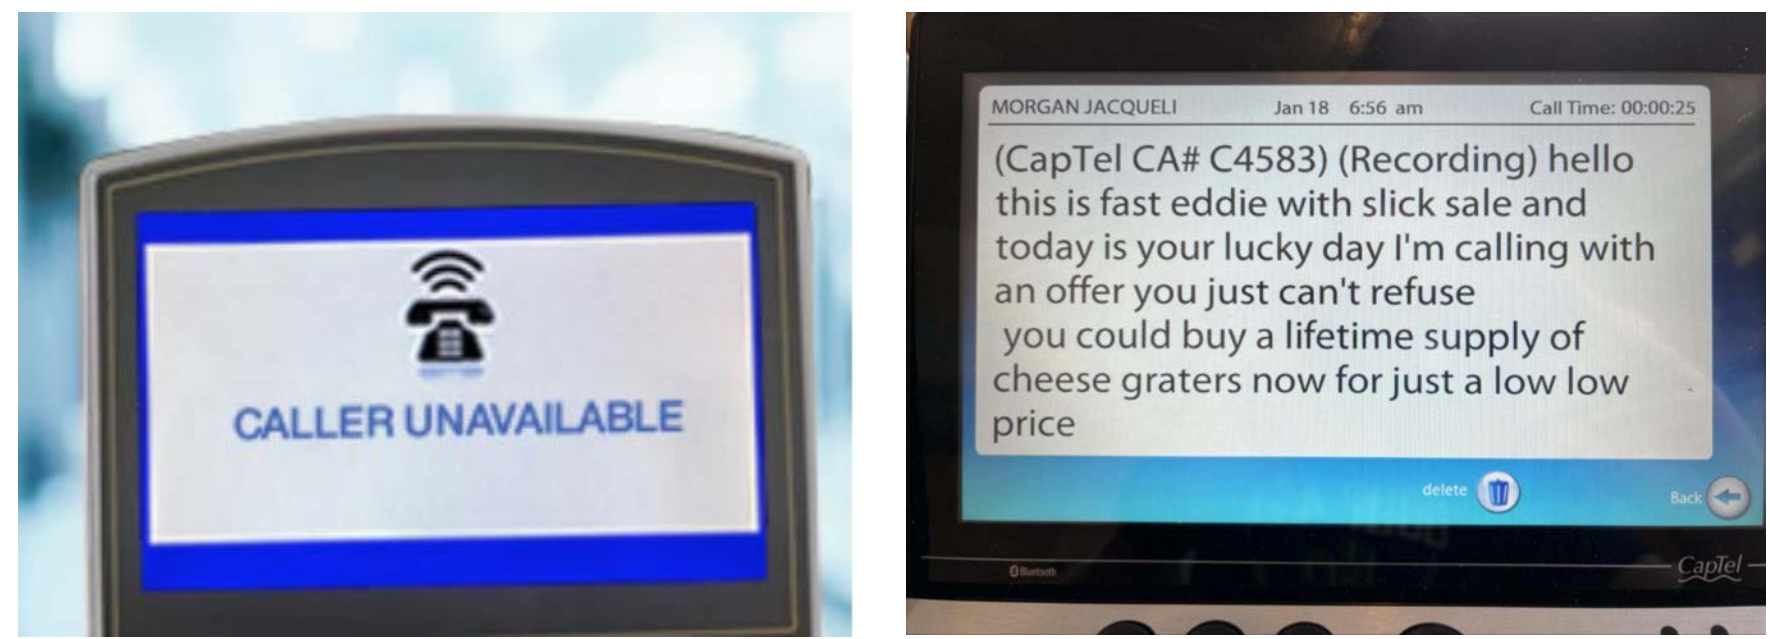 CALLER UNAVAILABLE
MORGAN JACQUELI Jan 18 6:56 am Call Time: 00:00:25
(CapTel CA# C4583) (Recording) hello
this is fast eddie with slick sale and
today is your lucky day I'm calling with
an offer you just can't refuse
you could buy a lifetime supply of
cheese graters now for just a low low
price
delete
Back
CapTel
Bluetooth